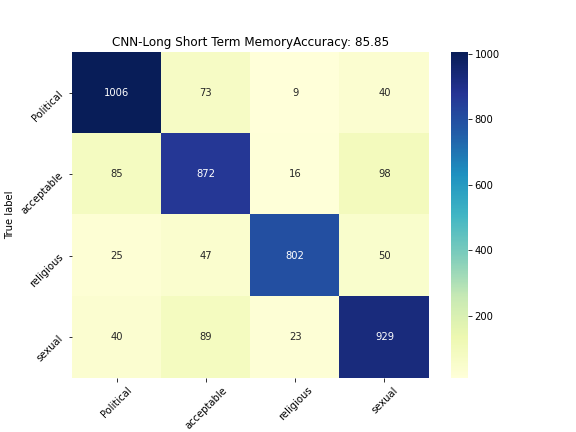 CNN-Long Short Term MemoryAccuracy: 85.85
1000
Political 1006 73 9 40
800
acceptable 85 872 16 98
600
True label
400
religious 25 47 802 50
200
sexual 40 89 23 929
Political acceptable religious sexual